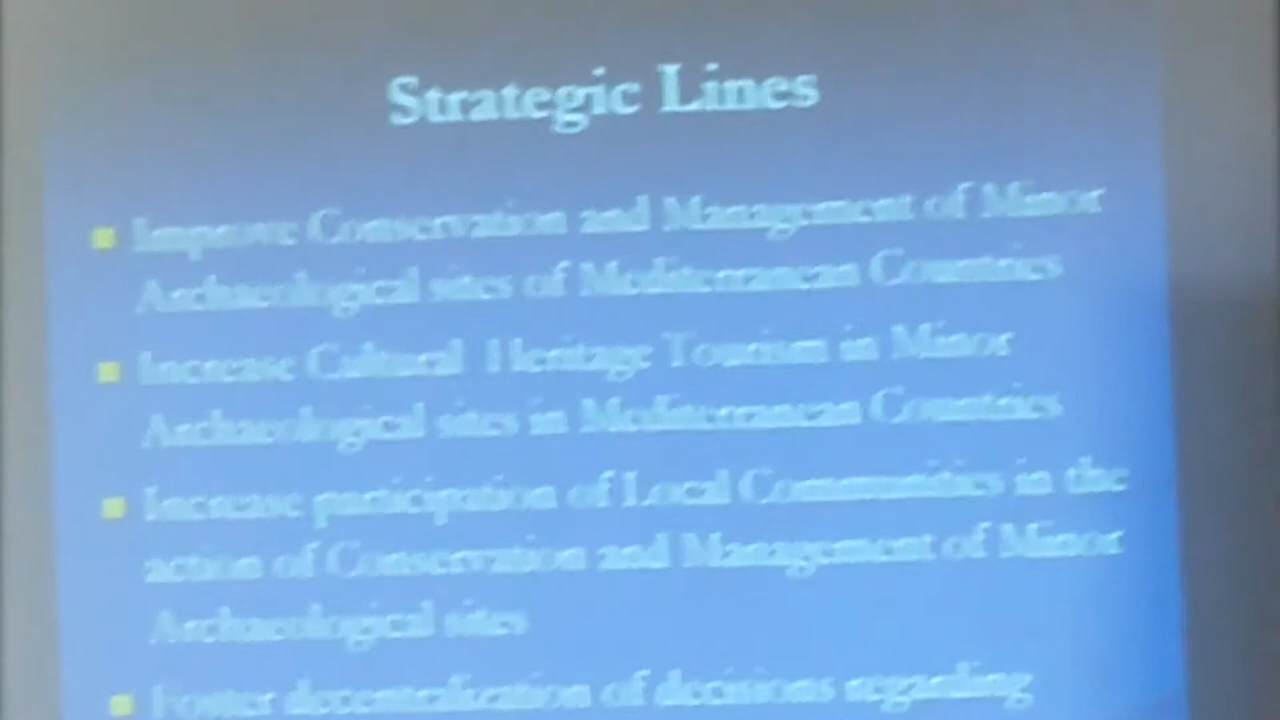 Strategic Lines
Improve Conservation and Management of Minor
Archaeological sites of Mediterranean Countries
Increase Cultural Heritage Tourism in Minor
Archaeological sites in Mediterranean Countries
Increase participation of Local Communities in the
action of Conservation and Management of Minor
Archaeological sites
Foster decentralization of decisions regarding